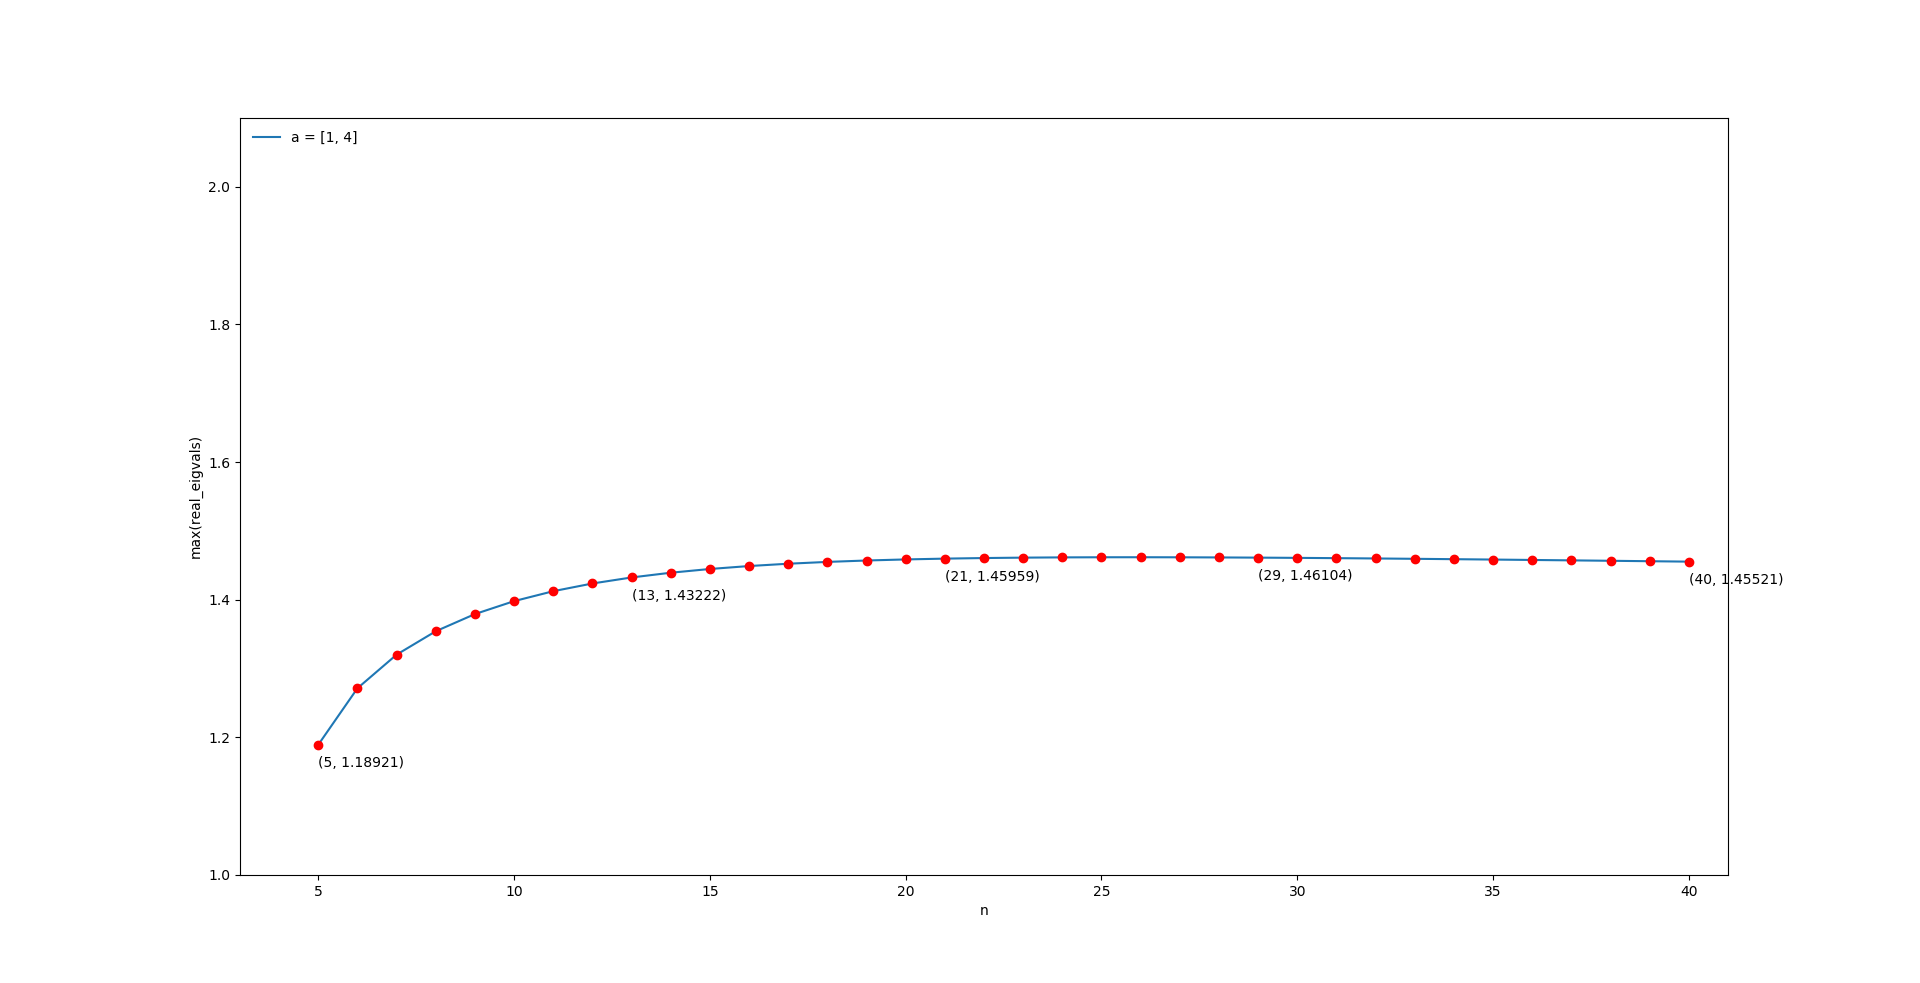 a = [1, 4]
2.0
1.8
1.6
1.4
1.2
1.0
max(real_eigvals)
(5, 1.18921)
(13, 1.43222)
(21, 1.45959)
(29, 1.46104)
(40, 1.45521)
5 10 15 20 25 30 35 40
n